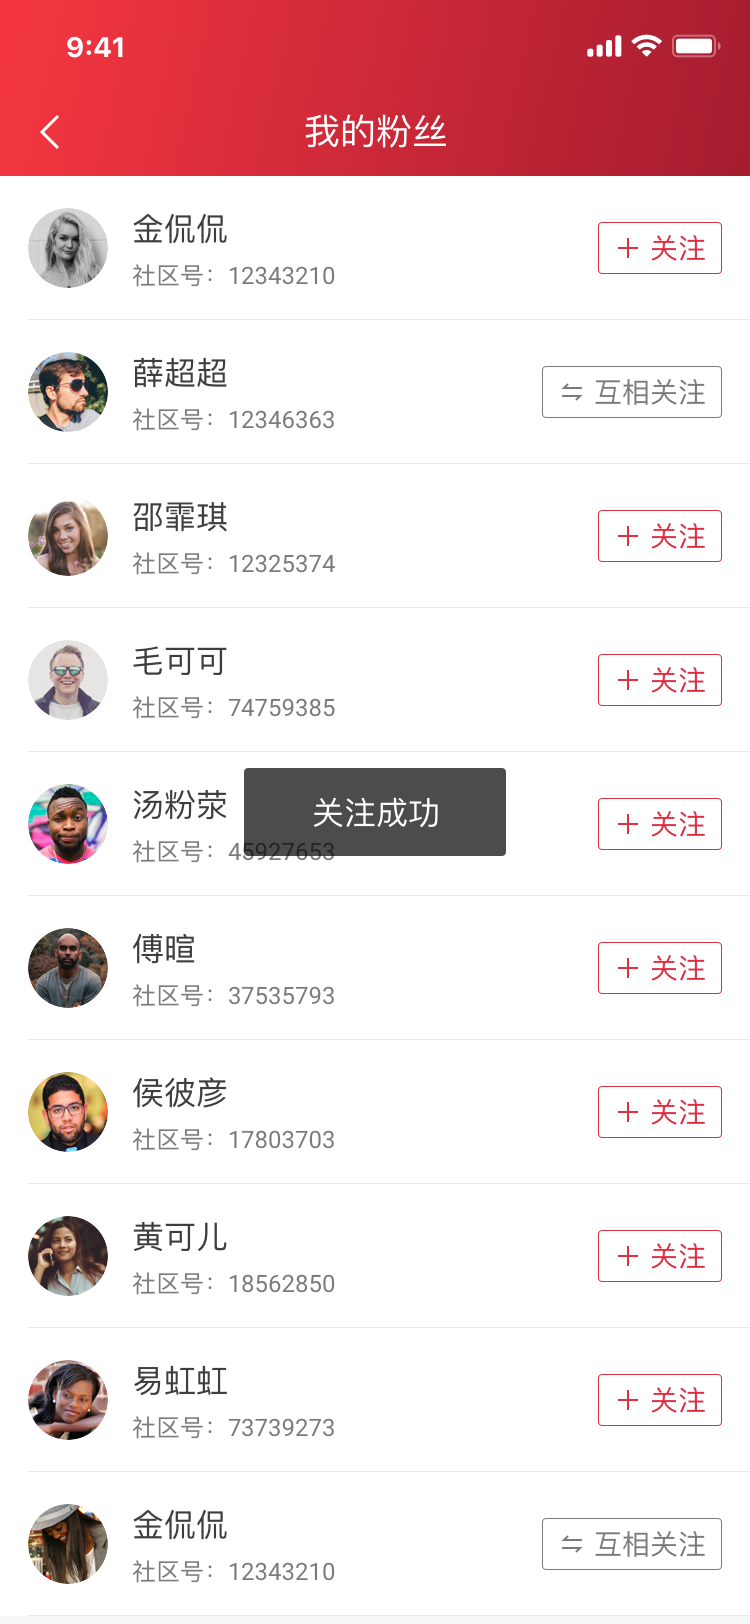 9:41
我的粉丝
金侃侃
社区号：12343210
关注
薛超超
社区号：12346363
互相关注
邵霏琪
社区号：12325374
关注
毛可可
社区号：74759385
关注
汤粉荥
社区号：45927653
关注成功
关注
傅暄
社区号：37535793
关注
侯彼彦
社区号：17803703
关注
黄可儿
社区号：18562850
关注
易虹虹
社区号：73739273
关注
金侃侃
社区号：12343210
互相关注